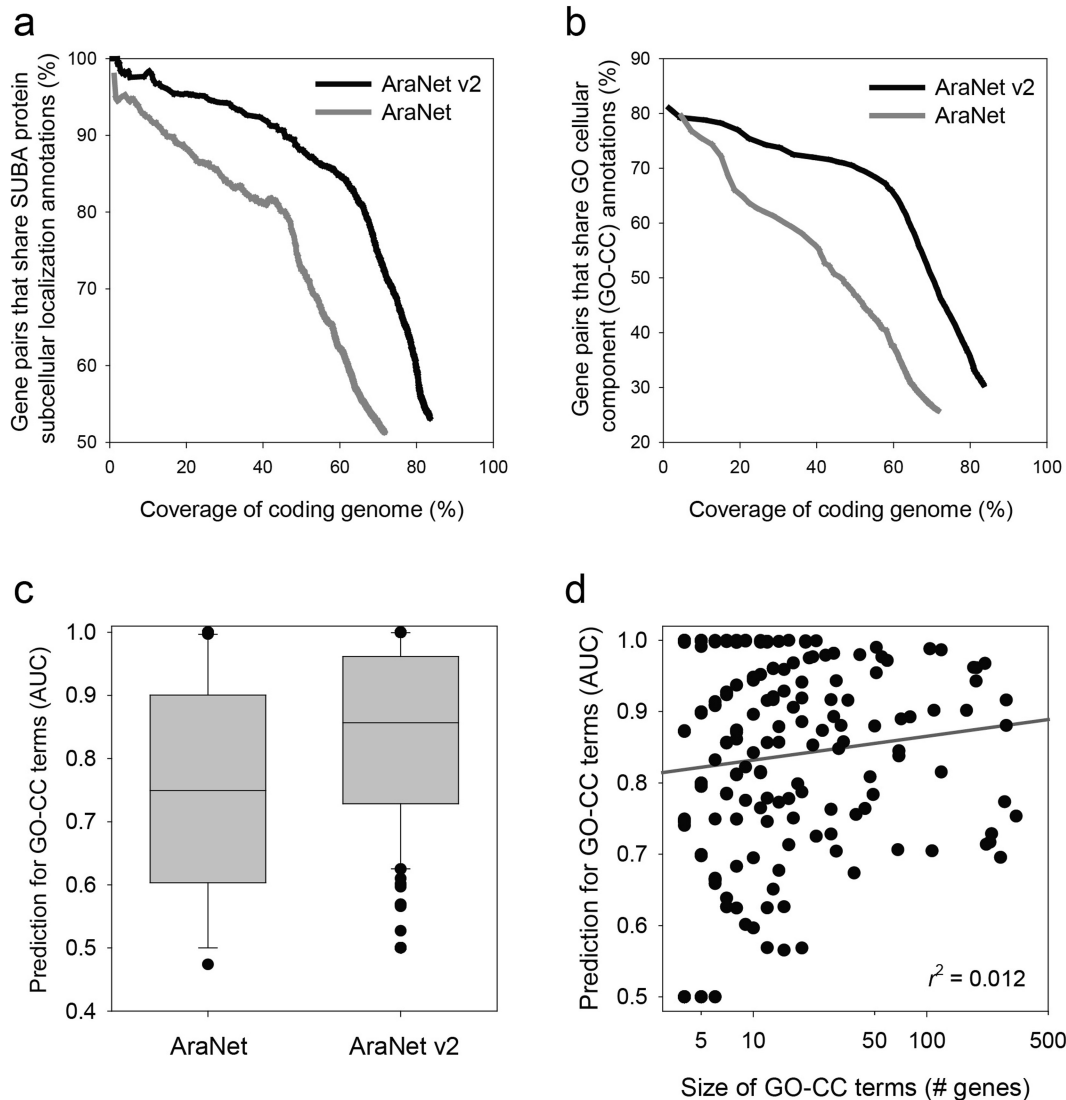 a
Gene pairs that share SUBA protein
subcellular localization annotations (%)
100
90
80
70
60
50
AraNet v2
AraNet
0 20 40 60 80 100
Coverage of coding genome (%)
b
Gene pairs that share GO cellular
component (GO-CC) annotations (%)
90
80
70
60
50
40
30
20
AraNet v2
AraNet
0 20 40 60 80 100
Coverage of coding genome (%)
c
Prediction for GO-CC terms (AUC)
1.0
0.9
0.8
0.7
0.6
0.5
0.4
AraNet AraNet v2
d
Prediction for GO-CC terms (AUC)
1.0
0.9
0.8
0.7
0.6
0.5
r² = 0.012
5 10 50 100 500
Size of GO-CC terms (# genes)